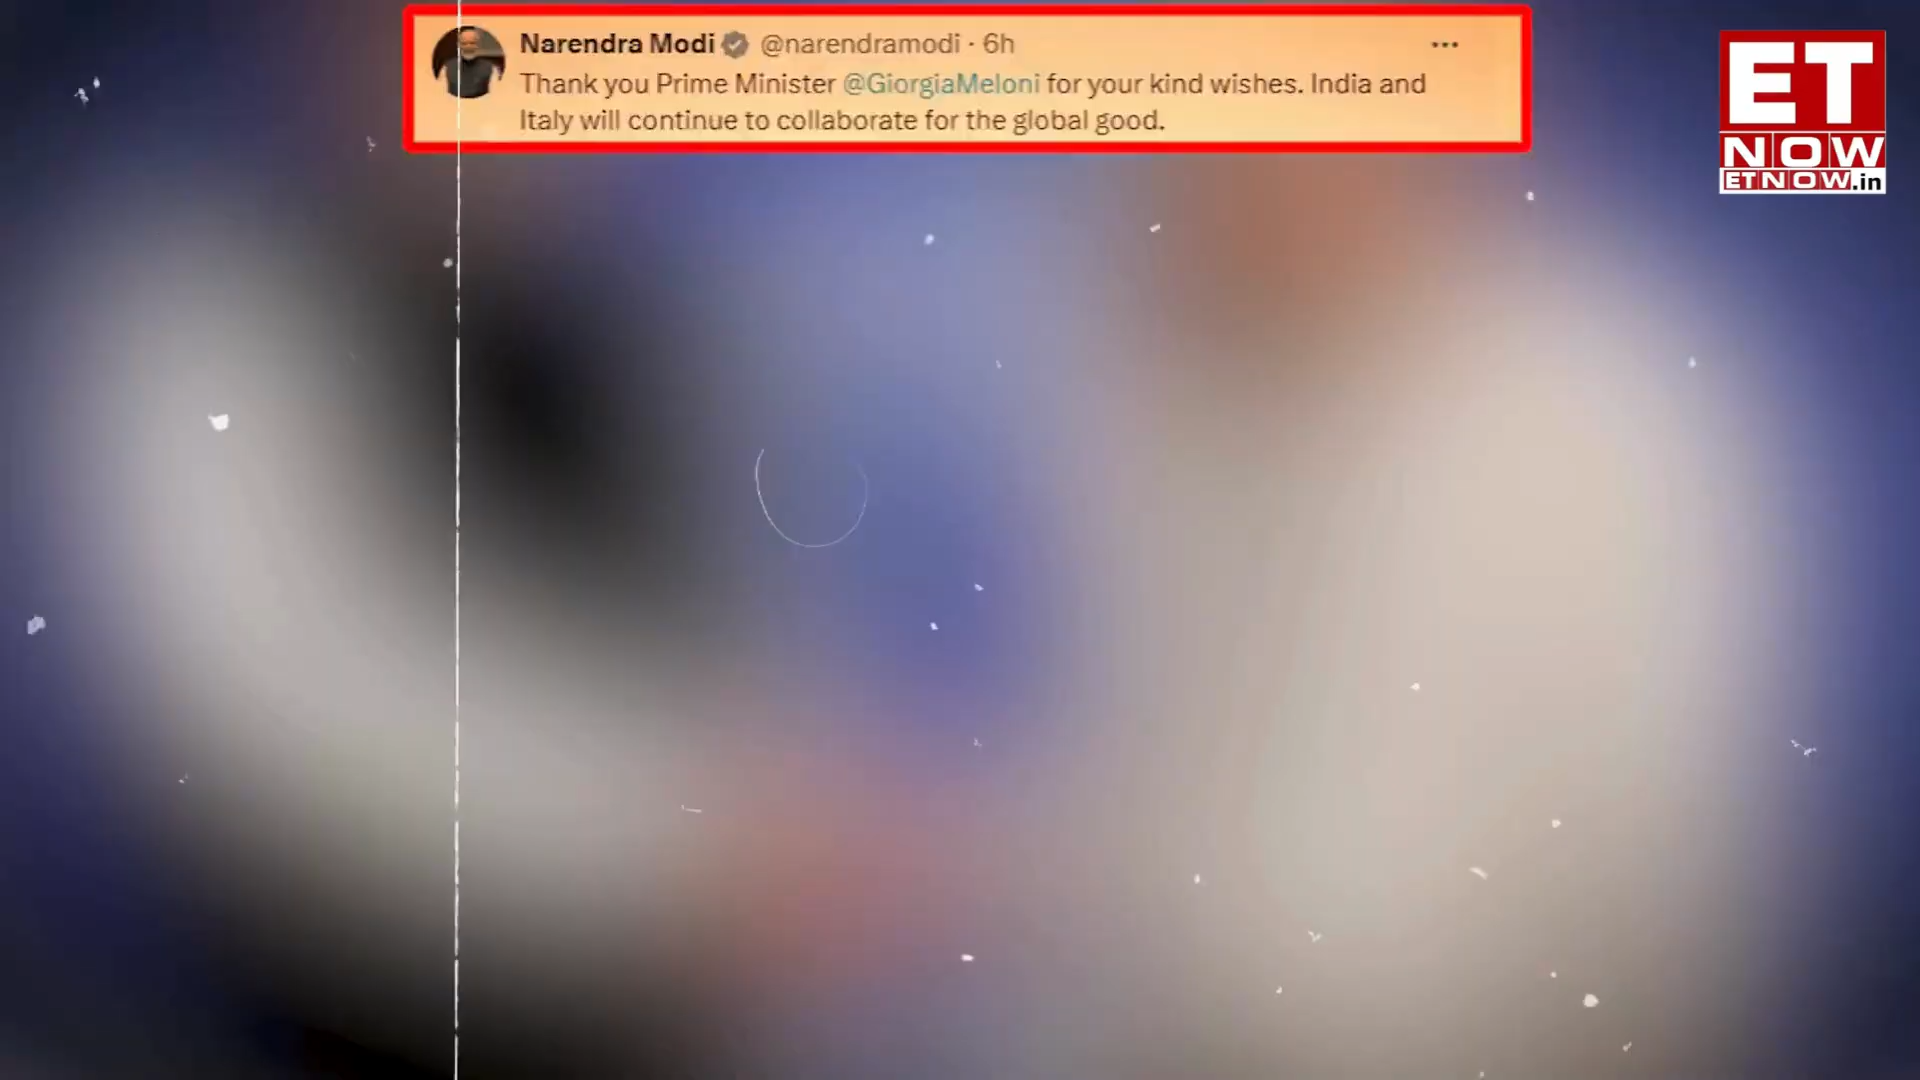 Narendra Modi @narendramodi · 6h ...
Thank you Prime Minister @GiorgiaMeloni for your kind wishes. India and
Italy will continue to collaborate for the global good.
ET
NOW
ETNOW.in